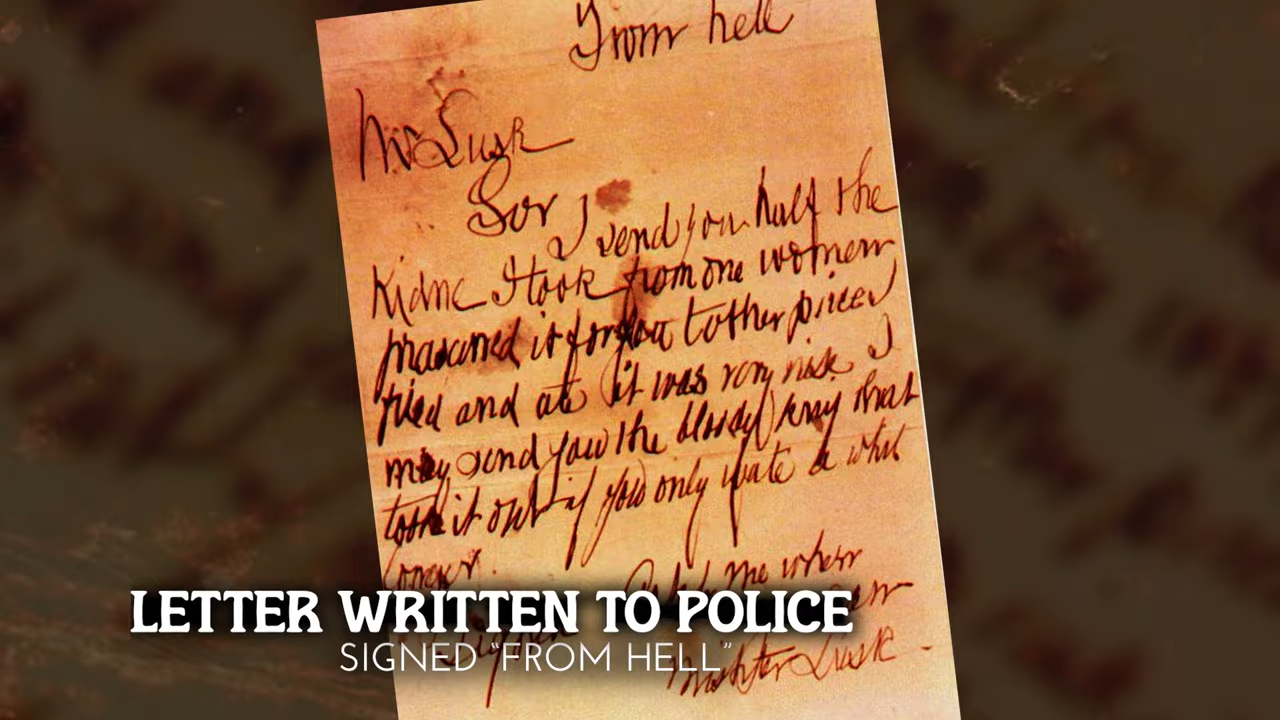 From hell
Mr Lusk
Sor
I send you half the
Kidne I took from one women
prasarved it for you tother piece I
fried and ate it was very nise I
may send you the bloody knif that
took it out if you only wate a whil
longer.
Catch me when
LETTER WRITTEN TO POLICE
SIGNED “FROM HELL”
Mishter Lusk.